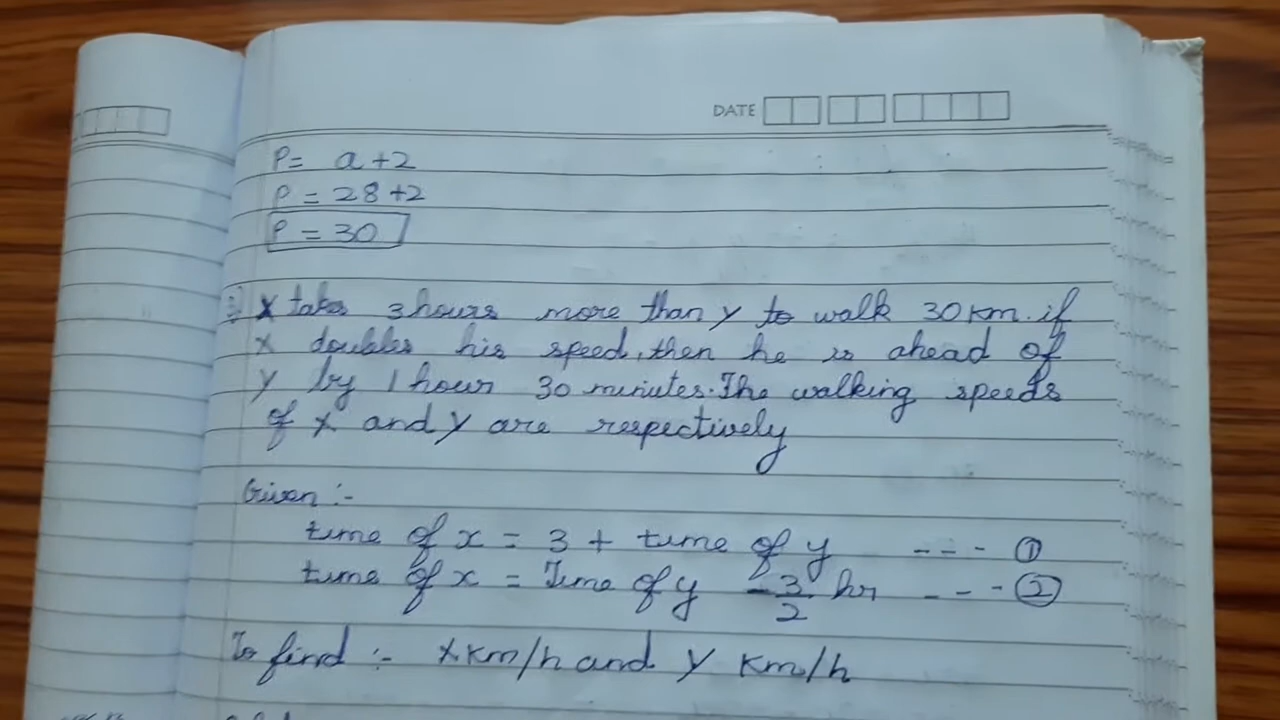 DATE
P = a + 2
P = 28 + 2
P = 30
X takes 3 hours more than y to walk 30 km. if
X doubles his speed, then he is ahead of
y by 1 hour 30 minutes. The walking speeds
of X and y are respectively
Given :-
time of x = 3 + time of y --- ①
time of x = Time of y - 3/2 hr --- ②
To find :- x km/h and y km/h